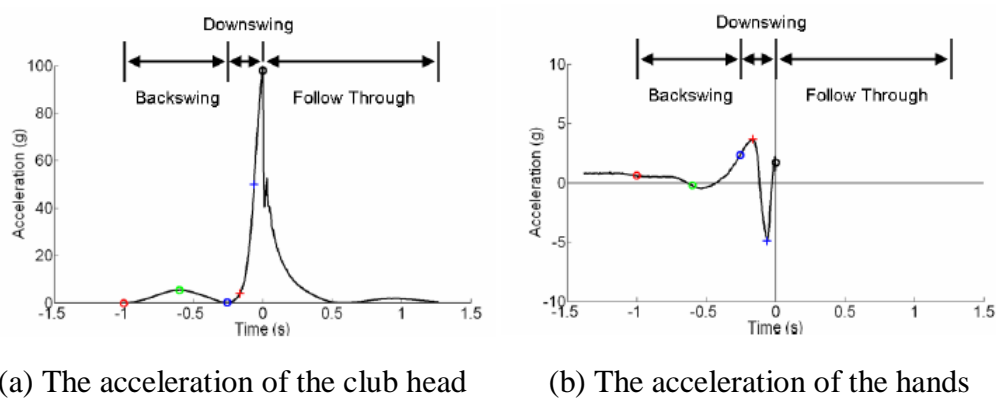 Downswing
Backswing
Follow Through
100
80
60
40
20
0
Acceleration (g)
-1.5
-1
-0.5
0
0.5
1
1.5
Time (s)
(a) The acceleration of the club head
Downswing
Backswing
Follow Through
10
5
0
-5
-10
Acceleration (g)
-1.5
-1
-0.5
0
0.5
1
1.5
Time (s)
(b) The acceleration of the hands